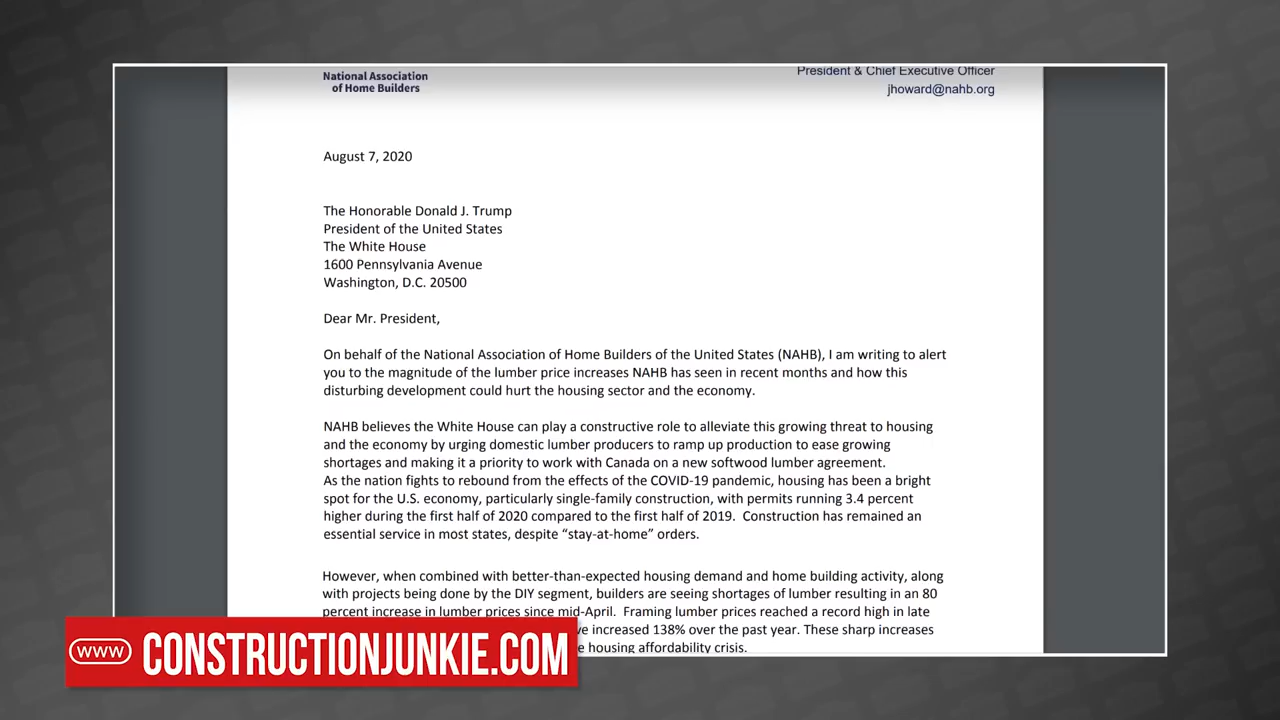 National Association
of Home Builders
President & Chief Executive Officer
jhoward@nahb.org
August 7, 2020
The Honorable Donald J. Trump
President of the United States
The White House
1600 Pennsylvania Avenue
Washington, D.C. 20500
Dear Mr. President,
On behalf of the National Association of Home Builders of the United States (NAHB), I am writing to alert
you to the magnitude of the lumber price increases NAHB has seen in recent months and how this
disturbing development could hurt the housing sector and the economy.
NAHB believes the White House can play a constructive role to alleviate this growing threat to housing
and the economy by urging domestic lumber producers to ramp up production to ease growing
shortages and making it a priority to work with Canada on a new softwood lumber agreement.
As the nation fights to rebound from the effects of the COVID-19 pandemic, housing has been a bright
spot for the U.S. economy, particularly single-family construction, with permits running 3.4 percent
higher during the first half of 2020 compared to the first half of 2019.  Construction has remained an
essential service in most states, despite “stay-at-home” orders.
However, when combined with better-than-expected housing demand and home building activity, along
with projects being done by the DIY segment, builders are seeing shortages of lumber resulting in an 80
percent increase in lumber prices since mid-April.  Framing lumber prices reached a record high in late
increased 138% over the past year. These sharp increases
housing affordability crisis.
www CONSTRUCTIONJUNKIE.COM